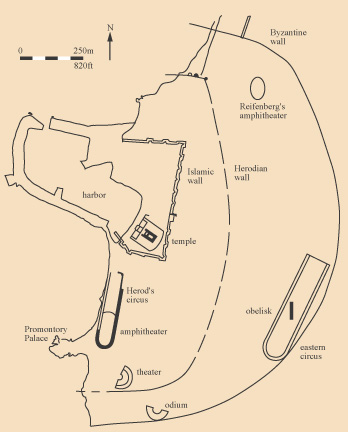 N
0 250m
820ft
Byzantine
wall
Reifenberg's
amphitheater
Islamic
wall
Herodian
wall
harbor
temple
Herod's
circus
obelisk
Promontory
Palace
amphitheater
eastern
circus
theater
odium